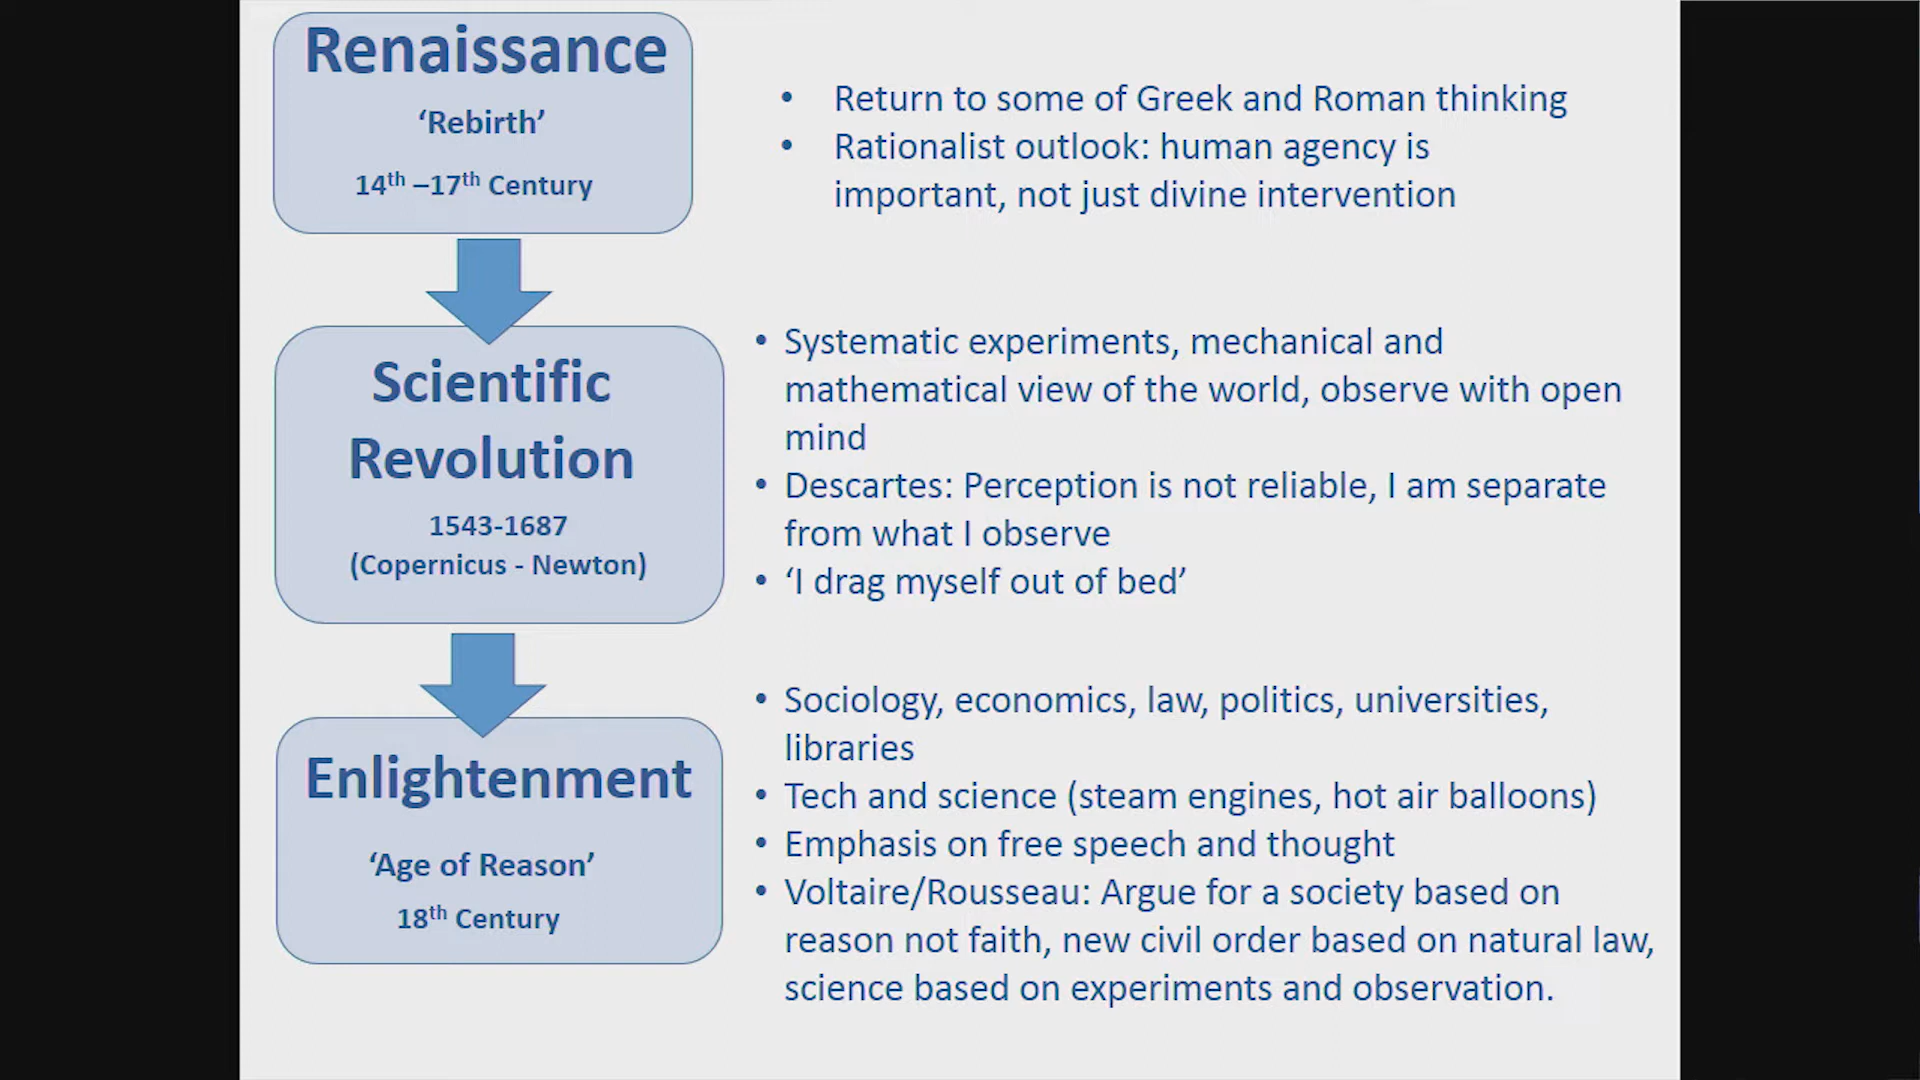 Renaissance
‘Rebirth’
14th –17th Century
• Return to some of Greek and Roman thinking
• Rationalist outlook: human agency is
important, not just divine intervention
Scientific
Revolution
1543-1687
(Copernicus - Newton)
• Systematic experiments, mechanical and
mathematical view of the world, observe with open
mind
• Descartes: Perception is not reliable, I am separate
from what I observe
• ‘I drag myself out of bed’
Enlightenment
‘Age of Reason’
18th Century
• Sociology, economics, law, politics, universities,
libraries
• Tech and science (steam engines, hot air balloons)
• Emphasis on free speech and thought
• Voltaire/Rousseau: Argue for a society based on
reason not faith, new civil order based on natural law,
science based on experiments and observation.